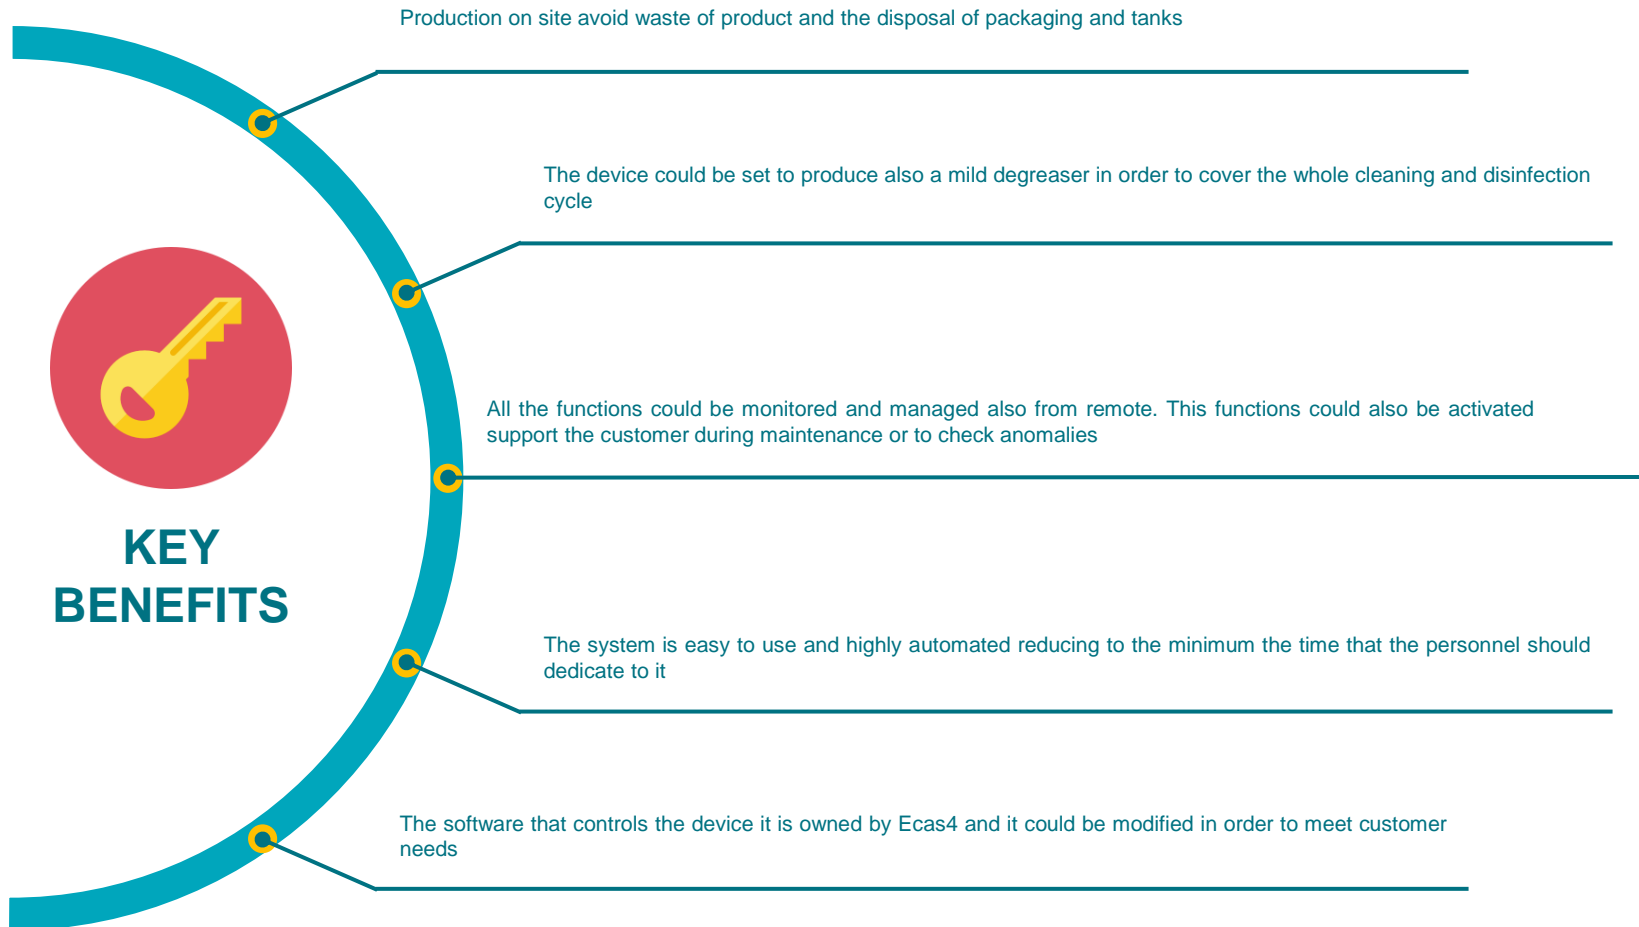 Production on site avoid waste of product and the disposal of packaging and tanks
The device could be set to produce also a mild degreaser in order to cover the whole cleaning and disinfection
cycle
All the functions could be monitored and managed also from remote. This functions could also be activated
support the customer during maintenance or to check anomalies
KEY
BENEFITS
The system is easy to use and highly automated reducing to the minimum the time that the personnel should
dedicate to it
The software that controls the device it is owned by Ecas4 and it could be modified in order to meet customer
needs